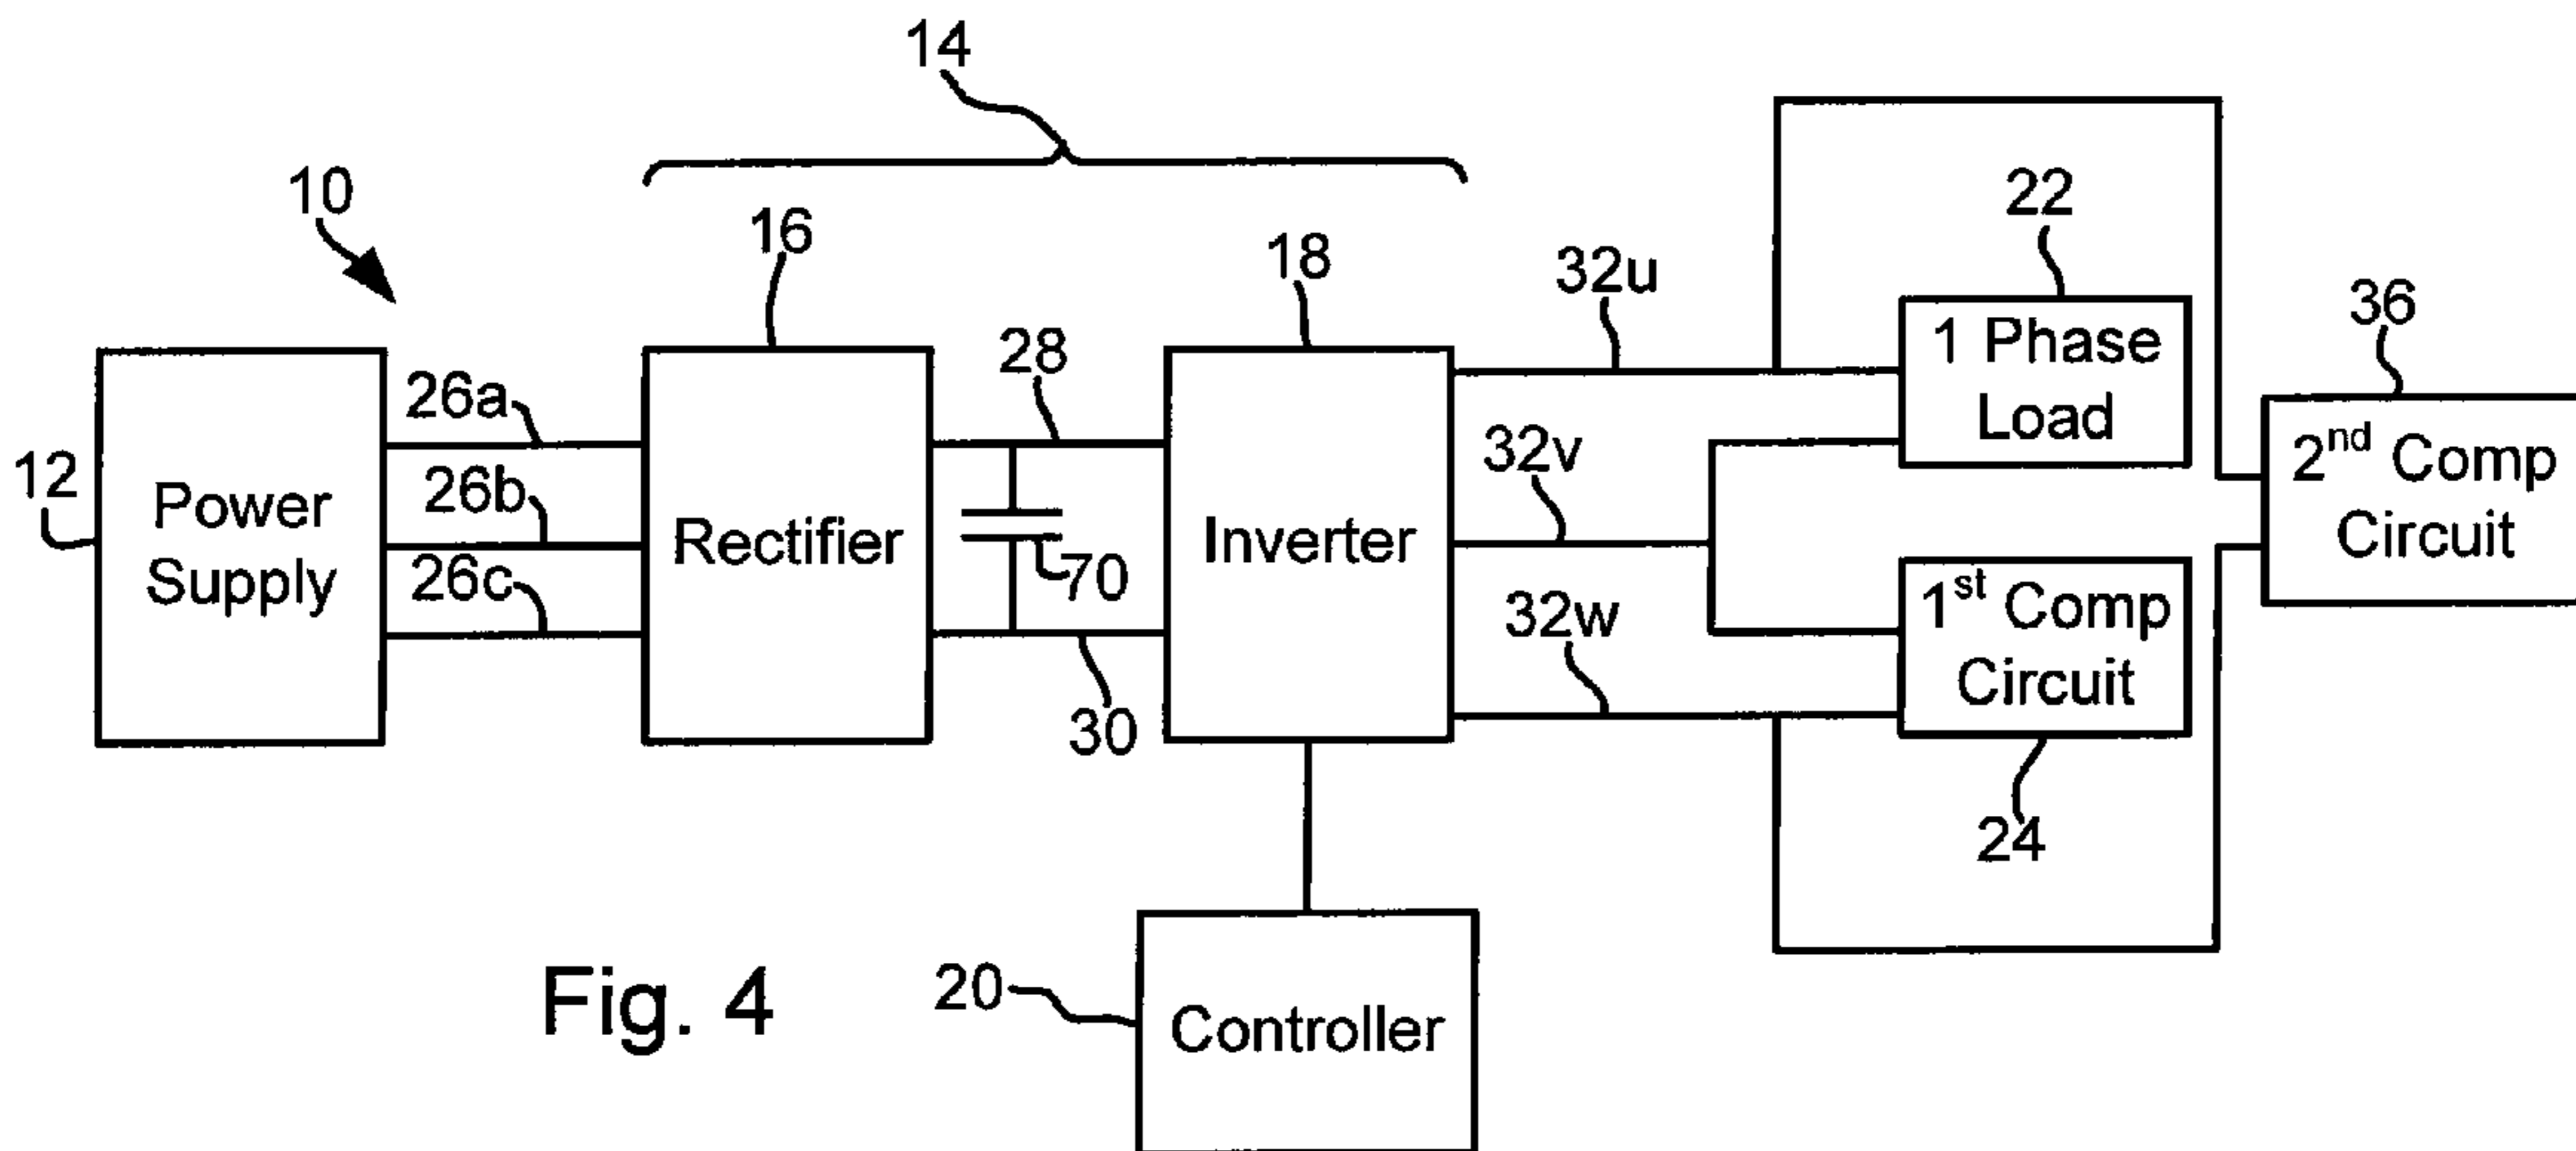 14
10
16
18
32u
22
36
12
26a
26b
26c
28
70
30
32v
32w
Power
Supply
Rectifier
Inverter
1 Phase
Load
1st Comp
Circuit
2nd Comp
Circuit
24
20
Controller
Fig. 4